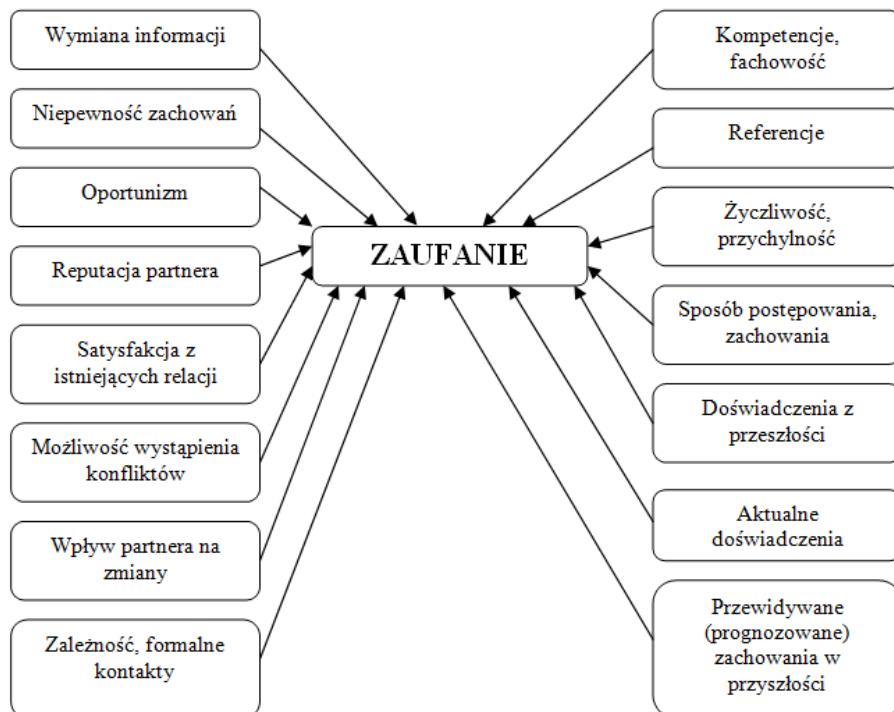 Wymiana informacji
Niepewność zachowań
Oportunizm
Reputacja partnera
Satysfakcja z
istniejących relacji
Możliwość wystąpienia
konfliktów
Wpływ partnera na
zmiany
Zależność, formalne
kontakty
ZAUFANIE
Kompetencje,
fachowość
Referencje
Życzliwość,
przychylność
Sposób postępowania,
zachowania
Doświadczenia z
przeszłości
Aktualne
doświadczenia
Przewidywane
(prognozowane)
zachowania w
przyszłości